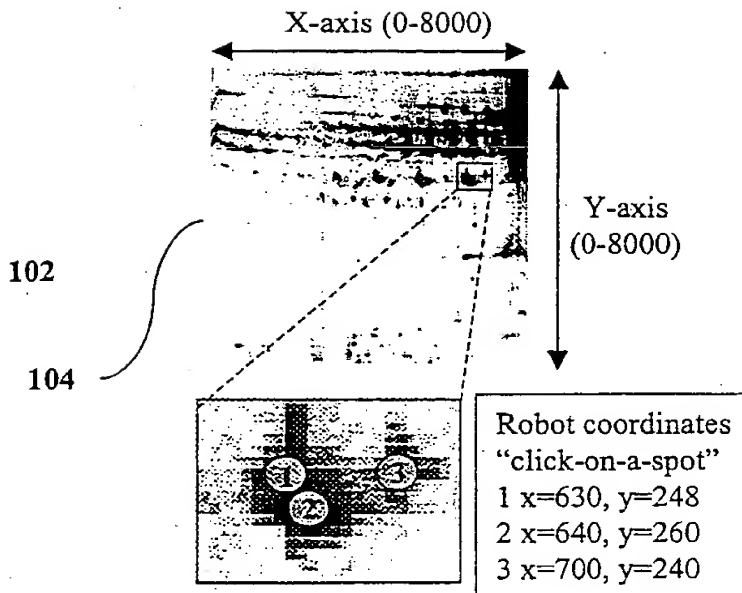 X-axis (0-8000)
Y-axis
(0-8000)
102
104
1
2
3
Robot coordinates
“click-on-a-spot”
1 x=630, y=248
2 x=640, y=260
3 x=700, y=240